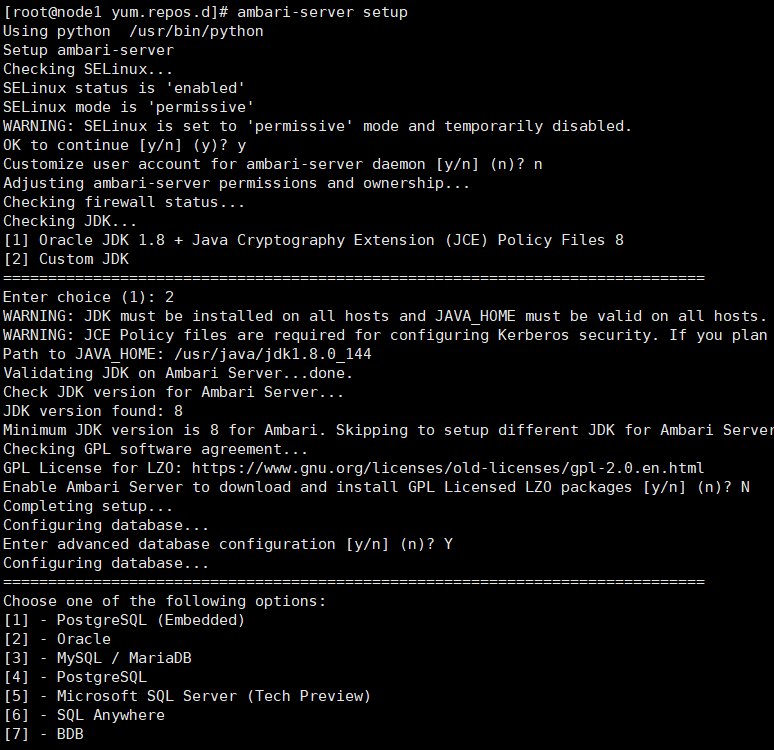 [root@node1 yum.repos.d]# ambari-server setup
Using python  /usr/bin/python
Setup ambari-server
Checking SELinux...
SELinux status is 'enabled'
SELinux mode is 'permissive'
WARNING: SELinux is set to 'permissive' mode and temporarily disabled.
OK to continue [y/n] (y)? y
Customize user account for ambari-server daemon [y/n] (n)? n
Adjusting ambari-server permissions and ownership...
Checking firewall status...
Checking JDK...
[1] Oracle JDK 1.8 + Java Cryptography Extension (JCE) Policy Files 8
[2] Custom JDK
==============================================================================
Enter choice (1): 2
WARNING: JDK must be installed on all hosts and JAVA_HOME must be valid on all hosts.
WARNING: JCE Policy files are required for configuring Kerberos security. If you plan
Path to JAVA_HOME: /usr/java/jdk1.8.0_144
Validating JDK on Ambari Server...done.
Check JDK version for Ambari Server...
JDK version found: 8
Minimum JDK version is 8 for Ambari. Skipping to setup different JDK for Ambari Server
Checking GPL software agreement...
GPL License for LZO: https://www.gnu.org/licenses/old-licenses/gpl-2.0.en.html
Enable Ambari Server to download and install GPL Licensed LZO packages [y/n] (n)? N
Completing setup...
Configuring database...
Enter advanced database configuration [y/n] (n)? Y
Configuring database...
==============================================================================
Choose one of the following options:
[1] - PostgreSQL (Embedded)
[2] - Oracle
[3] - MySQL / MariaDB
[4] - PostgreSQL
[5] - Microsoft SQL Server (Tech Preview)
[6] - SQL Anywhere
[7] - BDB